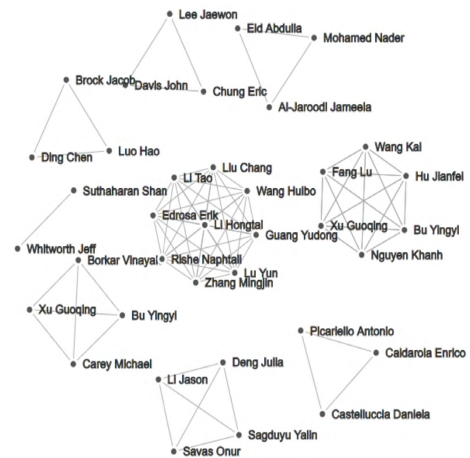 Lee Jaewon
Eid Abdulla
Mohamed Nader
Brock Jacob
Davis John
Chung Eric
Al-Jaroodi Jameela
Ding Chen
Luo Hao
Wang Kai
Liu Chang
Fang Lu
Hu Jianfei
Li Tao
Suthaharan Shan
Wang Huibo
Edrosa Erik
Li Hongtai
Xu Guoqing
Bu Yingyi
Guang Yudong
Whitworth Jeff
Borkar Vinayal
Rishe Naphtali
Nguyen Khanh
Lu Yun
Zhang Mingjin
Xu Guoqing
Bu Yingyi
Picariello Antonio
Caldarola Enrico
Carey Michael
Deng Julia
Li Jason
Castelluccia Daniela
Sagduyu Yalin
Savas Onur